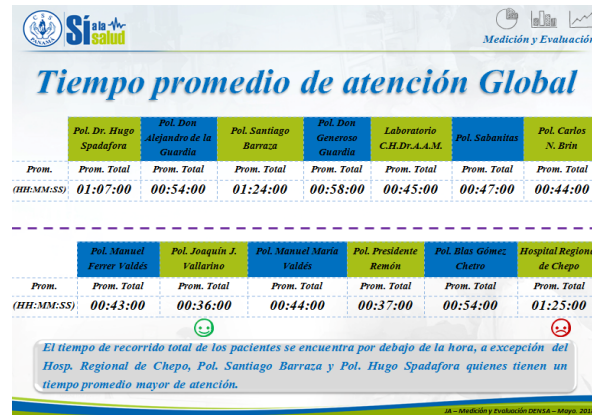 CSS
PANAMÁ
Sí a la
salud
Medición y Evaluación
Tiempo promedio de atención Global
Pol. Dr. Hugo Spadafora Pol. Don Alejandro de la Guardia Pol. Santiago Barraza Pol. Don Generoso Guardia Laboratorio C.H.Dr.A.A.M. Pol. Sabanitas Pol. Carlos N. Brin
Prom. Prom. Total Prom. Total Prom. Total Prom. Total Prom. Total Prom. Total Prom. Total
(HH:MM:SS) 01:07:00 00:54:00 01:24:00 00:58:00 00:45:00 00:47:00 00:44:00
Pol. Manuel Ferrer Valdés Pol. Joaquín J. Vallarino Pol. Manuel María Valdés Pol. Presidente Remón Pol. Blas Gómez Chetro Hospital Regional de Chepo
Prom. Prom. Total Prom. Total Prom. Total Prom. Total Prom. Total Prom. Total
(HH:MM:SS) 00:43:00 00:36:00 00:44:00 00:37:00 00:54:00 01:25:00
El tiempo de recorrido total de los pacientes se encuentra por debajo de la hora, a excepción del
Hosp. Regional de Chepo, Pol. Santiago Barraza y Pol. Hugo Spadafora quienes tienen un
tiempo promedio mayor de atención.
JA – Medición y Evaluación DENSA – Mayo.